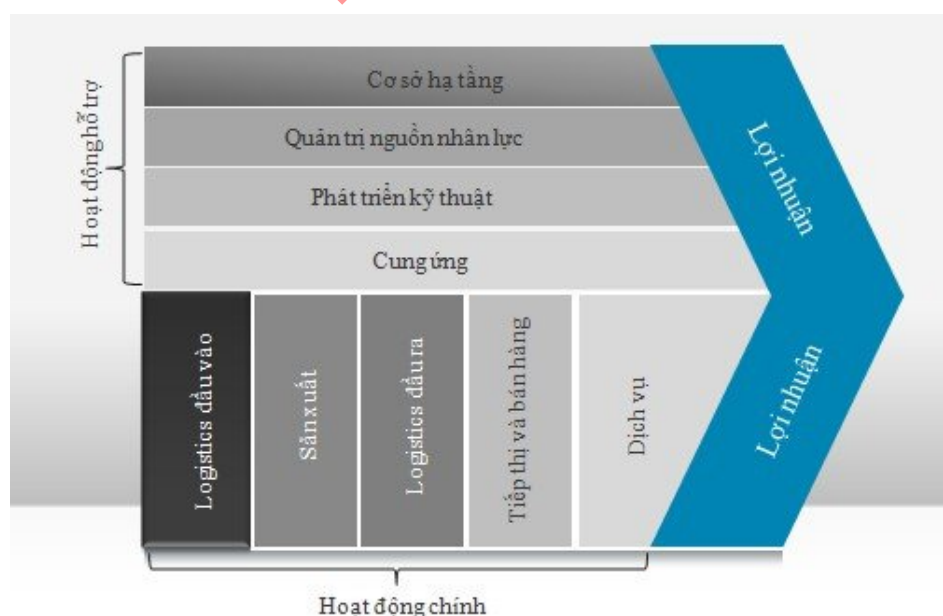 Hoạt động hỗ trợ
Cơ sở hạ tầng
Quản trị nguồn nhân lực
Phát triển kỹ thuật
Cung ứng
Lợi nhuận
Logistics đầu vào
Sản xuất
Logistics đầu ra
Tiếp thị và bán hàng
Dịch vụ
Lợi nhuận
Hoạt động chính